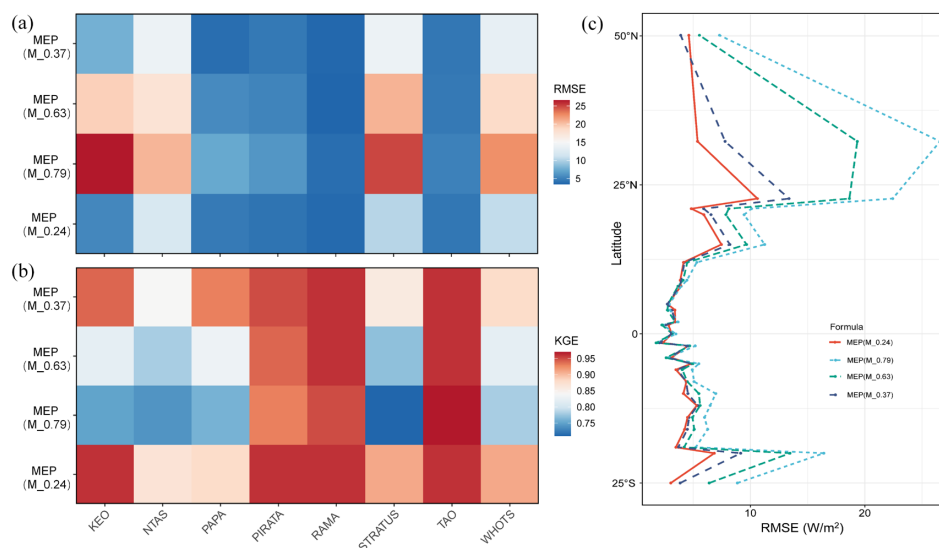 (a)
MEP
(M_0.37)
MEP
(M_0.63)
MEP
(M_0.79)
MEP
(M_0.24)
RMSE
25
20
15
10
5
(b)
MEP
(M_0.37)
MEP
(M_0.63)
MEP
(M_0.79)
MEP
(M_0.24)
KGE
0.95
0.90
0.85
0.80
0.75
KEO
NTAS
PAPA
PIRATA
RAMA
STRATUS
TAO
WHOTS
(c)
Latitude
50°N
25°N
0
25°S
Formula
MEP(M_0.24)
MEP(M_0.79)
MEP(M_0.63)
MEP(M_0.37)
10
20
RMSE (W/m²)